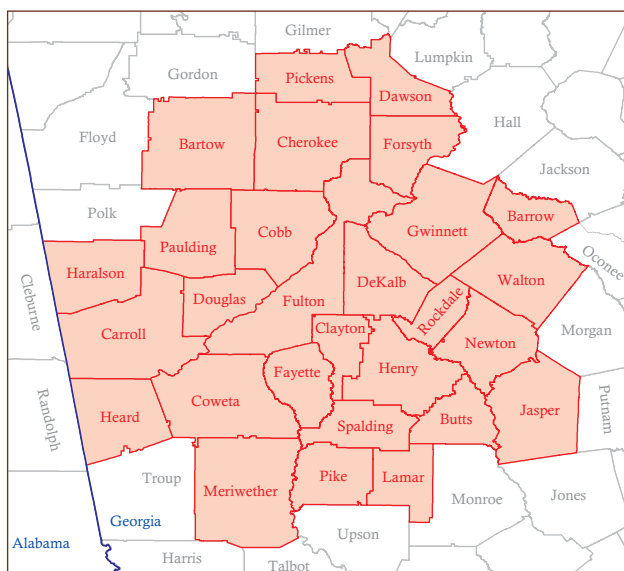 Gilmer
Lumpkin
Gordon
Pickens
Dawson
Hall
Floyd
Bartow
Cherokee
Forsyth
Jackson
Polk
Paulding
Cobb
Gwinnett
Barrow
Oconee
Haralson
Cleburne
Douglas
Fulton
DeKalb
Rockdale
Walton
Carroll
Clayton
Newton
Morgan
Fayette
Henry
Randolph
Heard
Coweta
Spalding
Butts
Jasper
Putnam
Troup
Meriwether
Pike
Lamar
Monroe
Jones
Georgia
Upson
Alabama
Harris
Talbot